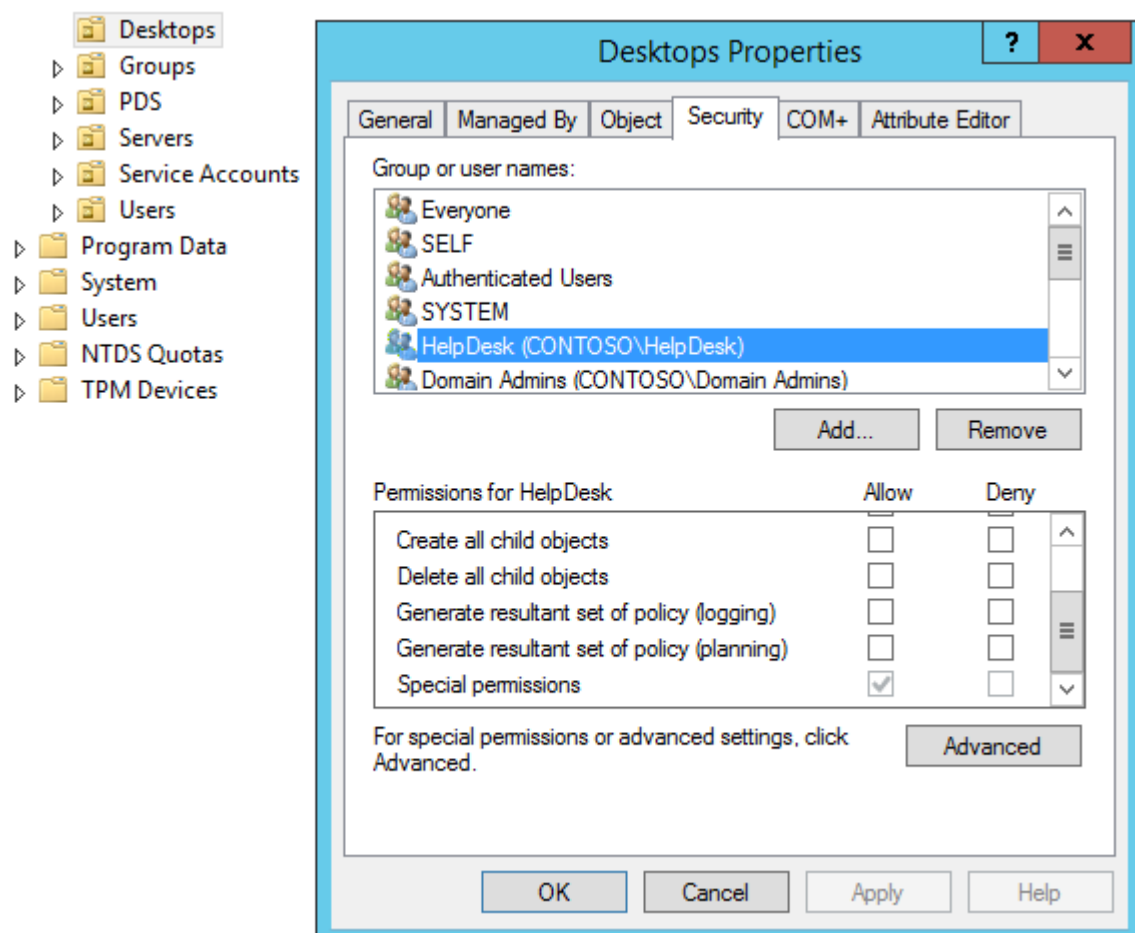 Desktops
Groups
PDS
Servers
Service Accounts
Users
Program Data
System
Users
NTDS Quotas
TPM Devices
Desktops Properties
?
x
General
Managed By
Object
Security
COM+
Attribute Editor
Group or user names:
Everyone
SELF
Authenticated Users
SYSTEM
HelpDesk (CONTOSO\HelpDesk)
Domain Admins (CONTOSO\Domain Admins)
Add...
Remove
Permissions for HelpDesk
Allow
Deny
Create all child objects
Delete all child objects
Generate resultant set of policy (logging)
Generate resultant set of policy (planning)
Special permissions
For special permissions or advanced settings, click
Advanced.
Advanced
OK
Cancel
Apply
Help